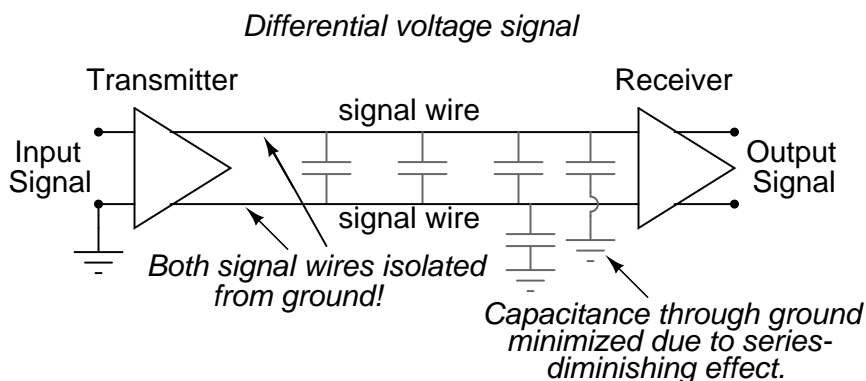 Differential voltage signal
Transmitter
Receiver
signal wire
Input
Signal
Output
Signal
signal wire
Both signal wires isolated
from ground!
Capacitance through ground
minimized due to series-
diminishing effect.